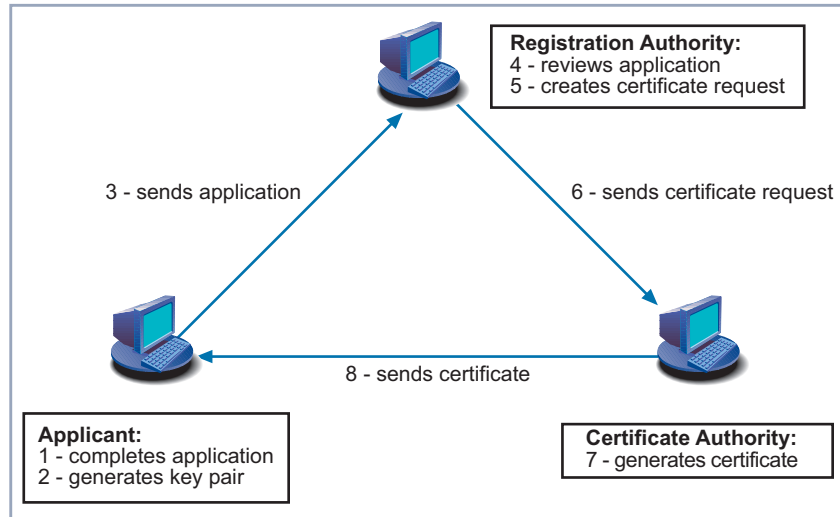 Registration Authority:
4 - reviews application
5 - creates certificate request
3 - sends application
6 - sends certificate request
8 - sends certificate
Applicant:
1 - completes application
2 - generates key pair
Certificate Authority:
7 - generates certificate